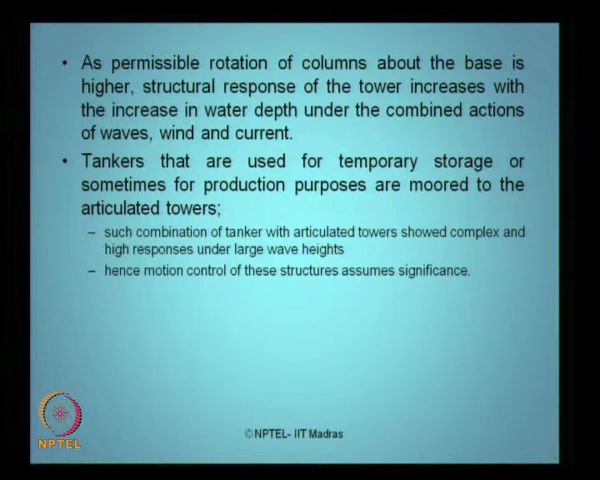 • As permissible rotation of columns about the base is
higher, structural response of the tower increases with
the increase in water depth under the combined actions
of waves, wind and current.
• Tankers that are used for temporary storage or
sometimes for production purposes are moored to the
articulated towers;
– such combination of tanker with articulated towers showed complex and
high responses under large wave heights
– hence motion control of these structures assumes significance.
NPTEL
©NPTEL- IIT Madras